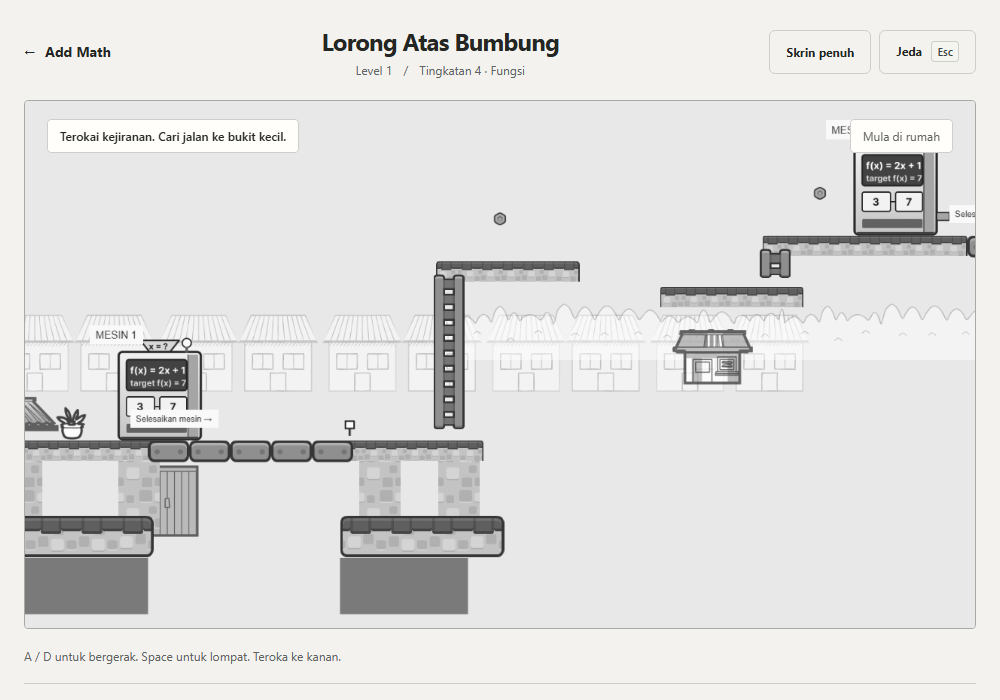 ← Add Math
Lorong Atas Bumbung
Level 1 / Tingkatan 4 · Fungsi
Skrin penuh
Jeda Esc
Terokai kejiranan. Cari jalan ke bukit kecil.
Mula di rumah
f(x) = 2x + 1
target f(x) = 7
3 7
MESIN 1
x = ?
f(x) = 2x + 1
target f(x) = 7
3 7
Selesaikan mesin →
A / D untuk bergerak. Space untuk lompat. Teroka ke kanan.